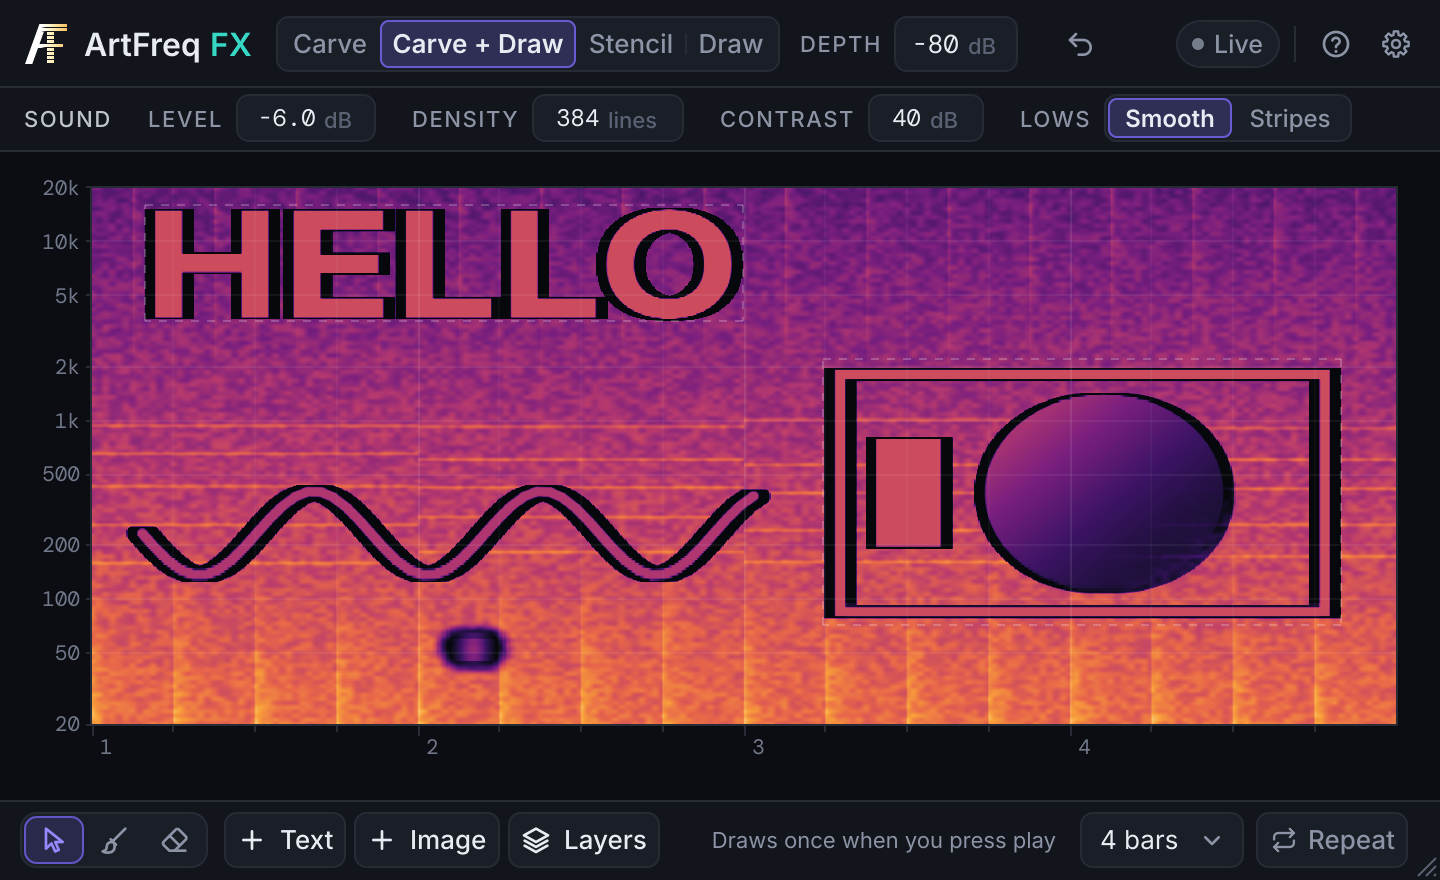 ArtFreq FX
Carve
Carve + Draw
Stencil
Draw
DEPTH
-80 dB
Live
SOUND
LEVEL
-6.0 dB
DENSITY
384 lines
CONTRAST
40 dB
LOWS
Smooth
Stripes
20k
10k
5k
2k
1k
500
200
100
50
20
HELLO
1
2
3
4
+ Text
+ Image
Layers
Draws once when you press play
4 bars
Repeat